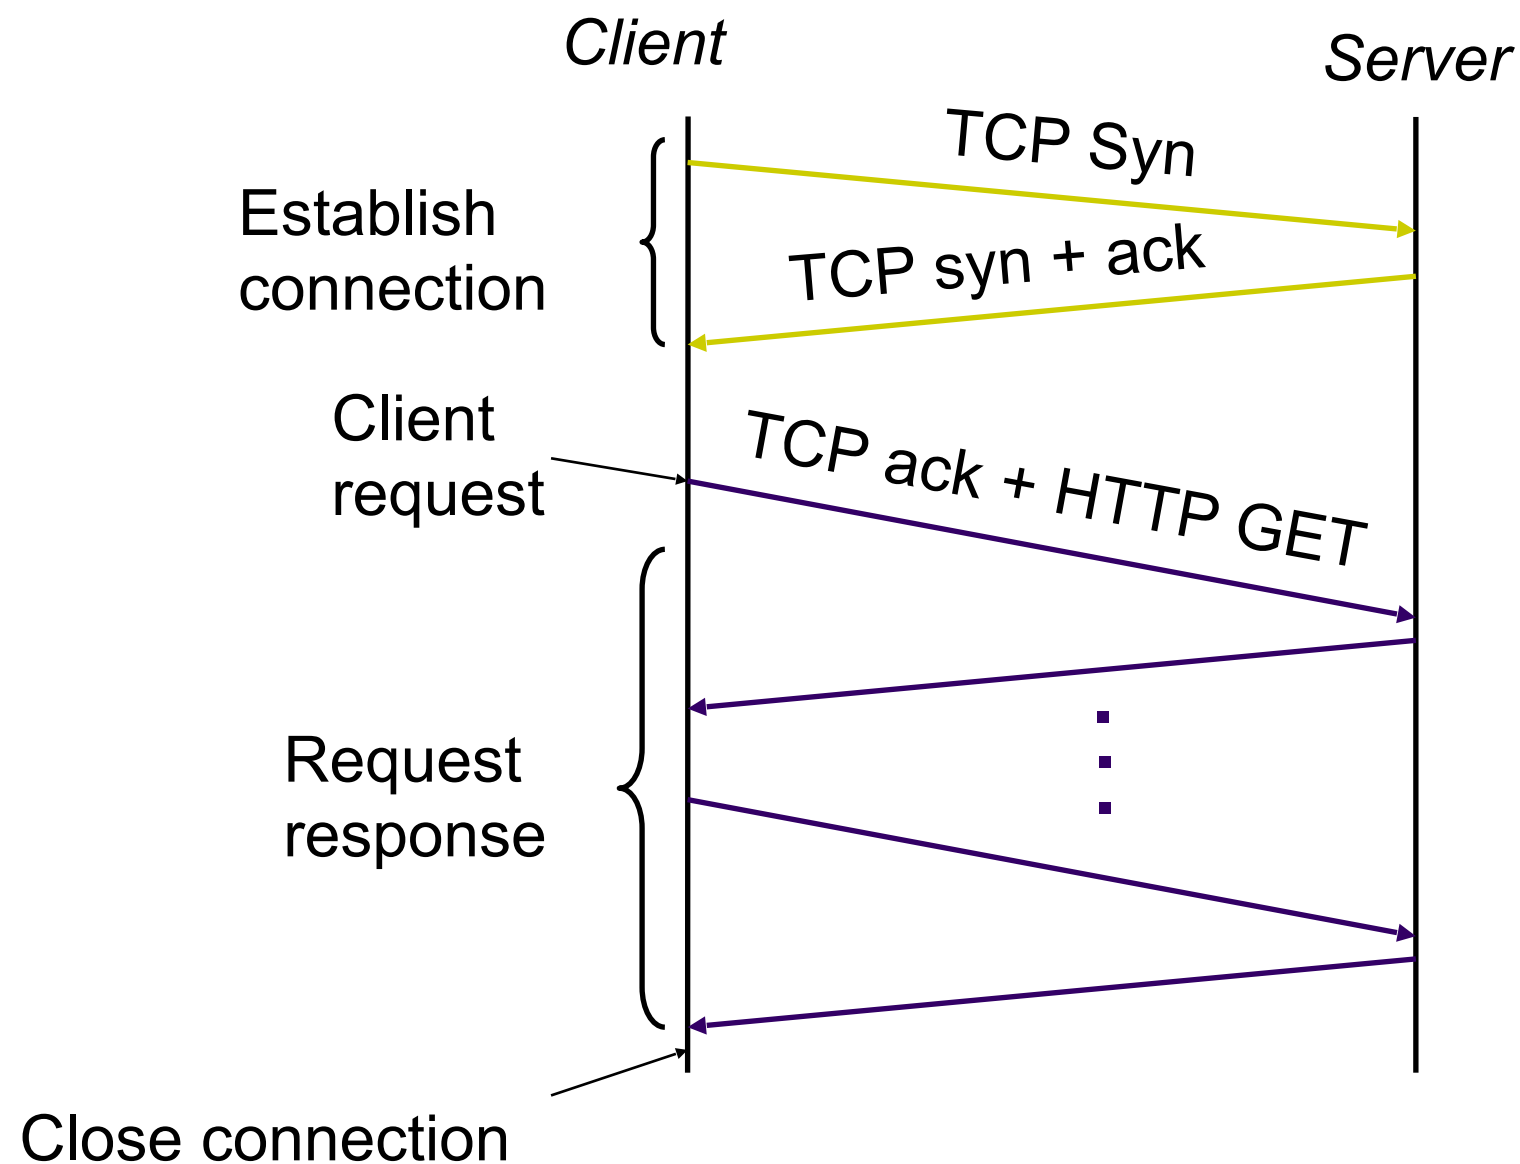 Client
Server
TCP Syn
Establish
connection
TCP syn + ack
Client
request
TCP ack + HTTP GET
Request
response
Close connection